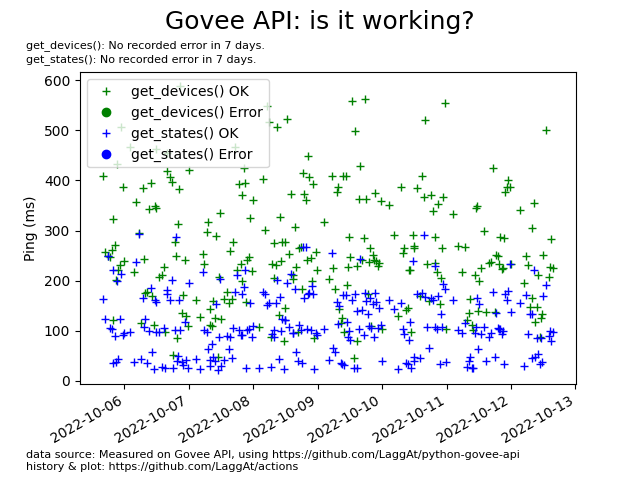 Govee API: is it working?
get_devices(): No recorded error in 7 days.
get_states(): No recorded error in 7 days.
600
500
400
300
200
100
0
Ping (ms)
get_devices() OK
get_devices() Error
get_states() OK
get_states() Error
2022-10-06
2022-10-07
2022-10-08
2022-10-09
2022-10-10
2022-10-11
2022-10-12
2022-10-13
data source: Measured on Govee API, using https://github.com/LaggAt/python-govee-api
history & plot: https://github.com/LaggAt/actions